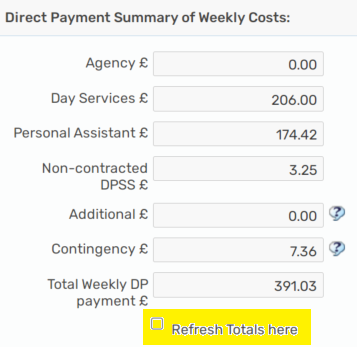 Direct Payment Summary of Weekly Costs:
Agency £ 0.00
Day Services £ 206.00
Personal Assistant £ 174.42
Non-contracted
DPSS £ 3.25
Additional £ 0.00
Contingency £ 7.36
Total Weekly DP
payment £ 391.03
Refresh Totals here